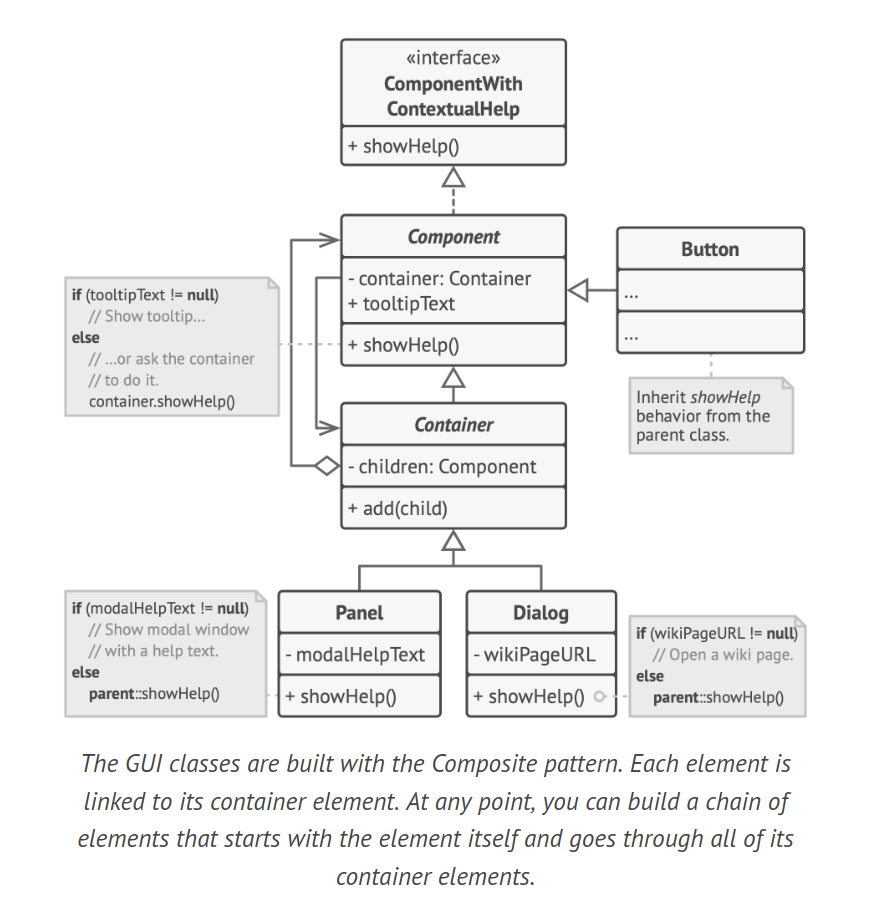 «interface»
ComponentWith
ContextualHelp
+ showHelp()
Component
- container: Container
+ tooltipText
+ showHelp()
Button
...
...
if (tooltipText != null)
// Show tooltip...
else
// ...or ask the container
// to do it.
container.showHelp()
Inherit showHelp
behavior from the
parent class.
Container
- children: Component
+ add(child)
if (modalHelpText != null)
// Show modal window
// with a help text.
else
parent::showHelp()
Panel
- modalHelpText
+ showHelp()
Dialog
- wikiPageURL
+ showHelp()
if (wikiPageURL != null)
// Open a wiki page.
else
parent::showHelp()
The GUI classes are built with the Composite pattern. Each element is
linked to its container element. At any point, you can build a chain of
elements that starts with the element itself and goes through all of its
container elements.